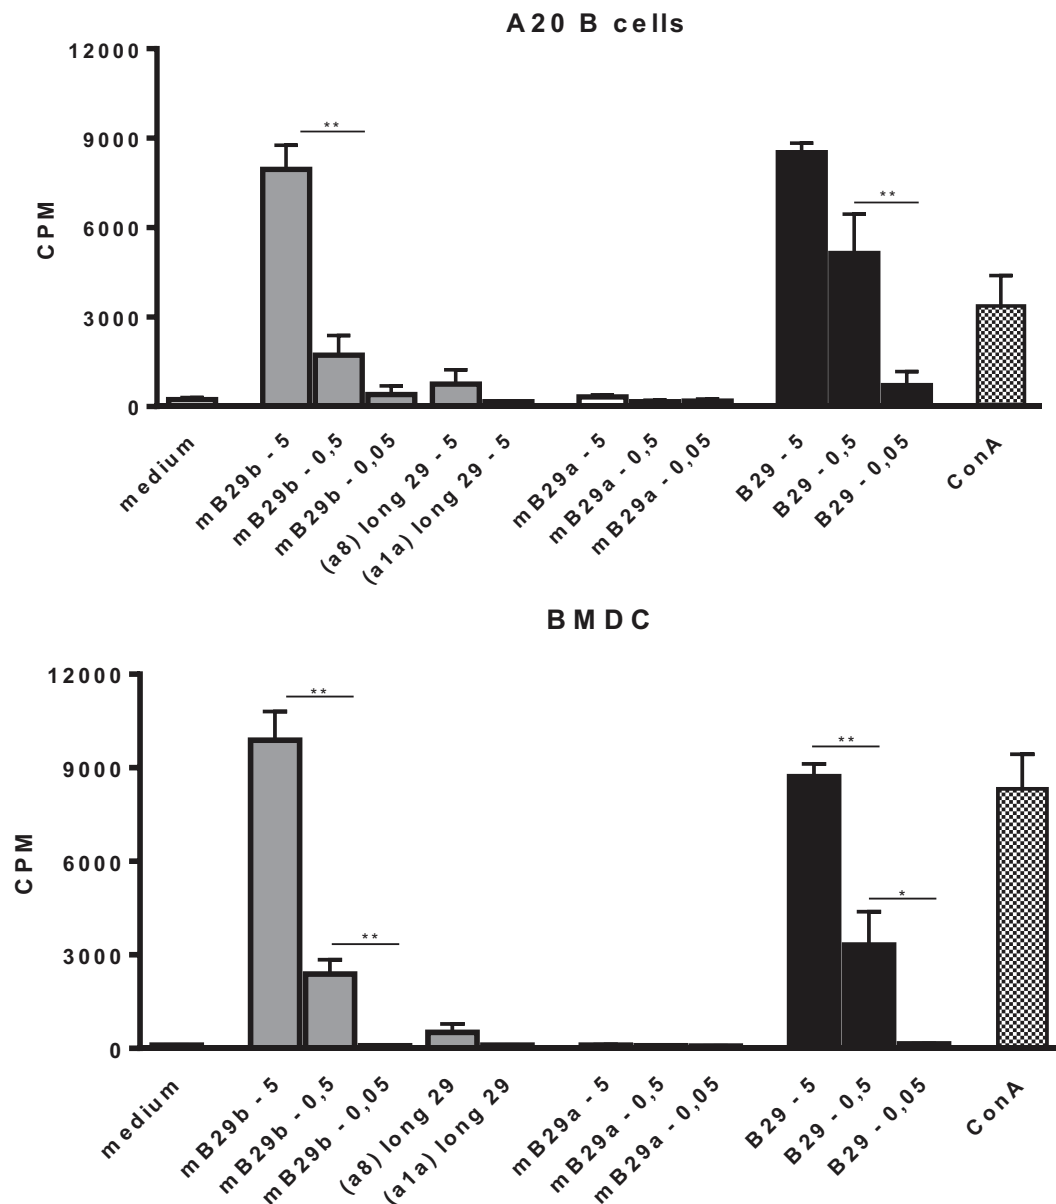 A20 B cells
12000
9000
6000
3000
0
CPM
**
**
medium
mB29b - 5
mB29b - 0,5
mB29b - 0,05
(a8) long 29 - 5
(a1a) long 29 - 5
mB29a - 5
mB29a - 0,5
mB29a - 0,05
B29 - 5
B29 - 0,5
B29 - 0,05
ConA
BMDC
12000
9000
6000
3000
0
CPM
**
**
**
*
medium
mB29b - 5
mB29b - 0,5
mB29b - 0,05
(a8) long 29
(a1a) long 29
mB29a - 5
mB29a - 0,5
mB29a - 0,05
B29 - 5
B29 - 0,5
B29 - 0,05
ConA